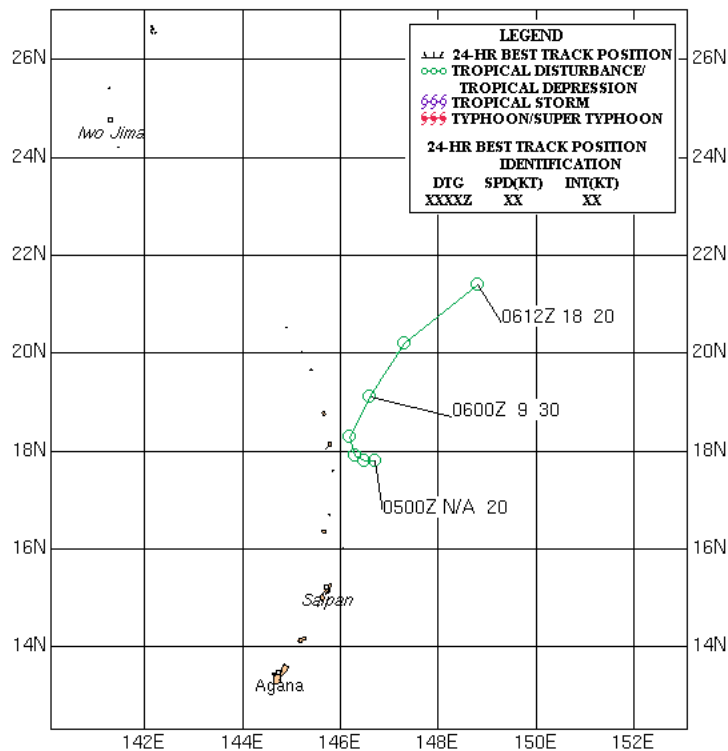 LEGEND
24-HR BEST TRACK POSITION
TROPICAL DISTURBANCE/
TROPICAL DEPRESSION
TROPICAL STORM
TYPHOON/SUPER TYPHOON
24-HR BEST TRACK POSITION
IDENTIFICATION
DTG SPD(KT) INT(KT)
XXXXZ XX XX
26N 26N
Iwo Jima
24N 24N
22N 22N
0612Z 18 20
20N 20N
0600Z 9 30
18N 18N
0500Z N/A 20
16N 16N
Saipan
14N 14N
Agana
142E 144E 146E 148E 150E 152E